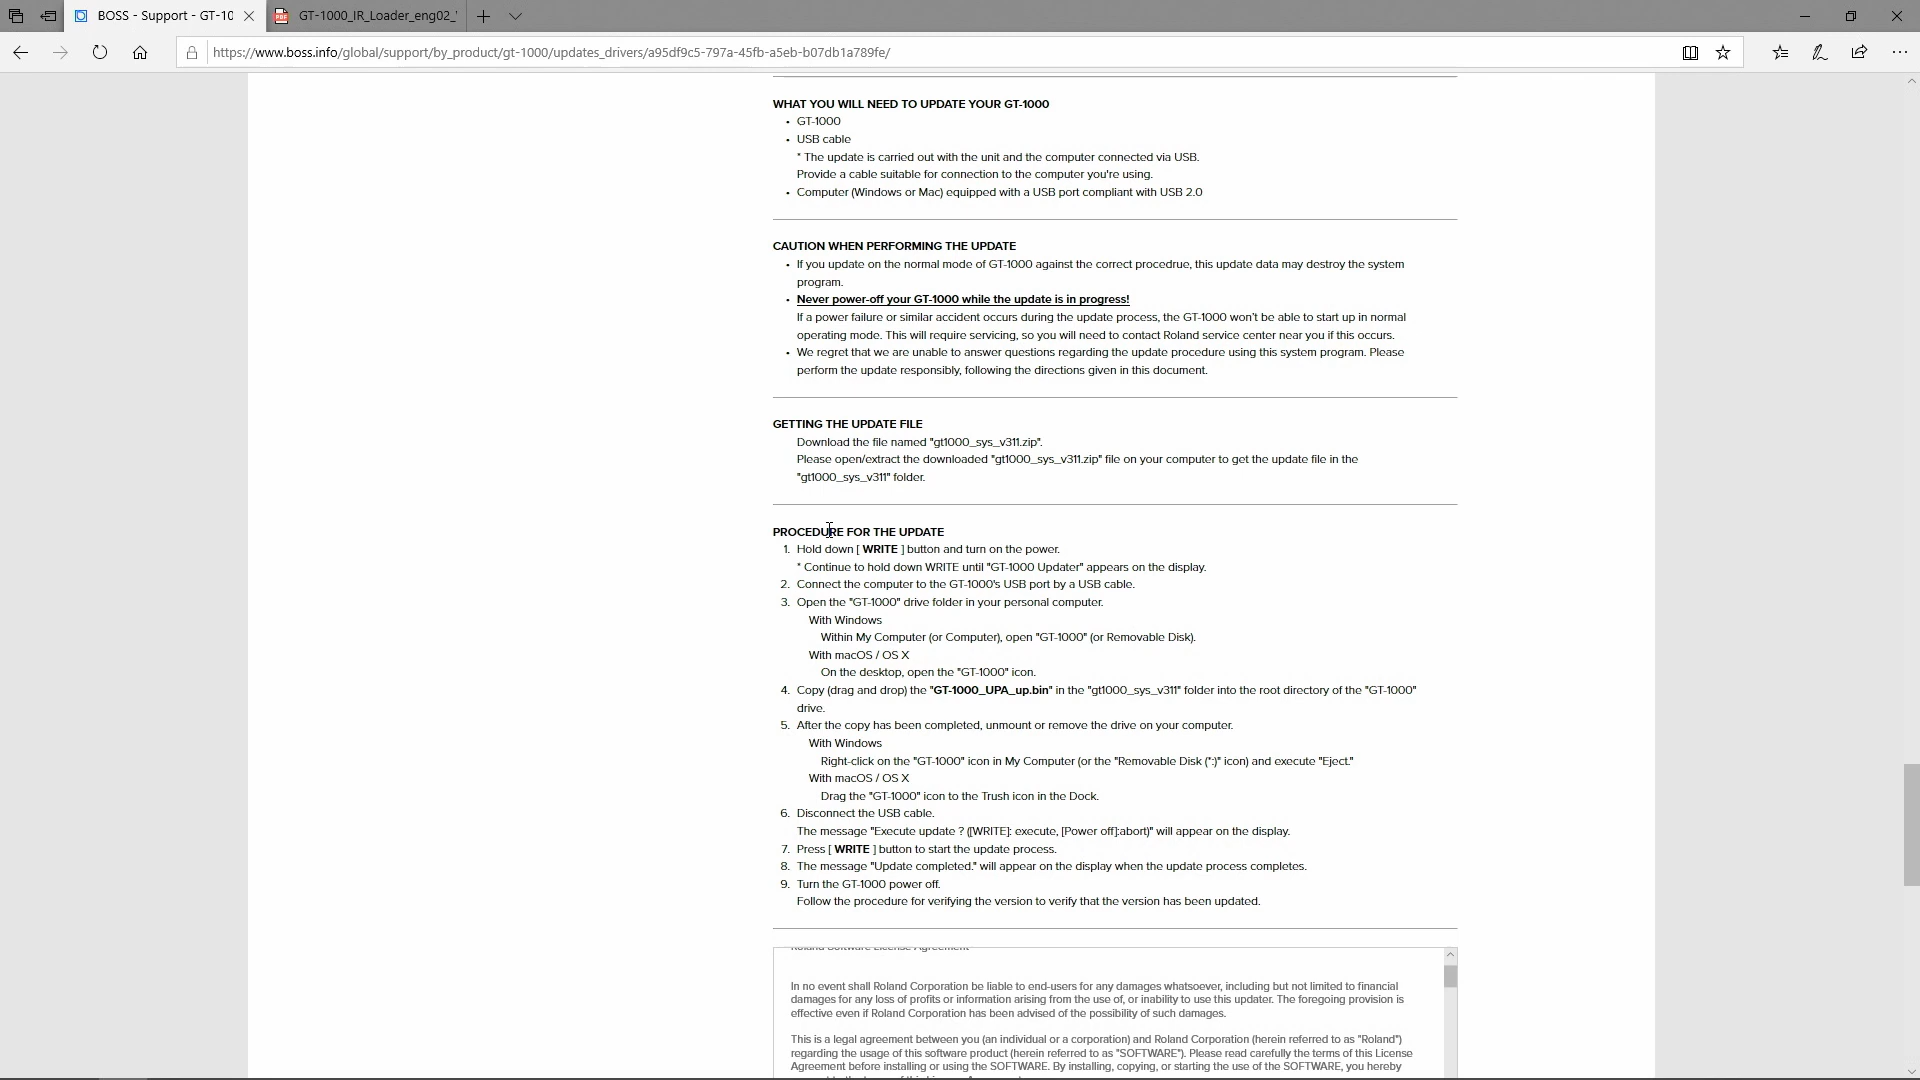 BOSS - Support - GT-10
GT-1000_IR_Loader_eng02_
https://www.boss.info/global/support/by_product/gt-1000/updates_drivers/a95df9c5-797a-45fb-a5eb-b07db1a789fe/
WHAT YOU WILL NEED TO UPDATE YOUR GT-1000
• GT-1000
• USB cable
* The update is carried out with the unit and the computer connected via USB.
Provide a cable suitable for connection to the computer you're using.
• Computer (Windows or Mac) equipped with a USB port compliant with USB 2.0
CAUTION WHEN PERFORMING THE UPDATE
• If you update on the normal mode of GT-1000 against the correct procedrue, this update data may destroy the system
program.
• Never power-off your GT-1000 while the update is in progress!
If a power failure or similar accident occurs during the update process, the GT-1000 won't be able to start up in normal
operating mode. This will require servicing, so you will need to contact Roland service center near you if this occurs.
• We regret that we are unable to answer questions regarding the update procedure using this system program. Please
perform the update responsibly, following the directions given in this document.
GETTING THE UPDATE FILE
Download the file named "gt1000_sys_v311.zip".
Please open/extract the downloaded "gt1000_sys_v311.zip" file on your computer to get the update file in the
"gt1000_sys_v311" folder.
PROCEDURE FOR THE UPDATE
1. Hold down [ WRITE ] button and turn on the power.
* Continue to hold down WRITE until "GT-1000 Updater" appears on the display.
2. Connect the computer to the GT-1000's USB port by a USB cable.
3. Open the "GT-1000" drive folder in your personal computer.
With Windows
Within My Computer (or Computer), open "GT-1000" (or Removable Disk).
With macOS / OS X
On the desktop, open the "GT-1000" icon.
4. Copy (drag and drop) the "GT-1000_UPA_up.bin" in the "gt1000_sys_v311" folder into the root directory of the "GT-1000"
drive.
5. After the copy has been completed, unmount or remove the drive on your computer.
With Windows
Right-click on the "GT-1000" icon in My Computer (or the "Removable Disk (*:)" icon) and execute "Eject."
With macOS / OS X
Drag the "GT-1000" icon to the Trush icon in the Dock.
6. Disconnect the USB cable.
The message "Execute update ? ([WRITE]: execute, [Power off]:abort)" will appear on the display.
7. Press [ WRITE ] button to start the update process.
8. The message "Update completed." will appear on the display when the update process completes.
9. Turn the GT-1000 power off.
Follow the procedure for verifying the version to verify that the version has been updated.
Roland Software License Agreement
In no event shall Roland Corporation be liable to end-users for any damages whatsoever, including but not limited to financial
damages for any loss of profits or information arising from the use of, or inability to use this updater. The foregoing provision is
effective even if Roland Corporation has been advised of the possibility of such damages.
This is a legal agreement between you (an individual or a corporation) and Roland Corporation (herein referred to as "Roland")
regarding the usage of this software product (herein referred to as "SOFTWARE"). Please read carefully the terms of this License
Agreement before installing or using the SOFTWARE. By installing, copying, or starting the use of the SOFTWARE, you hereby